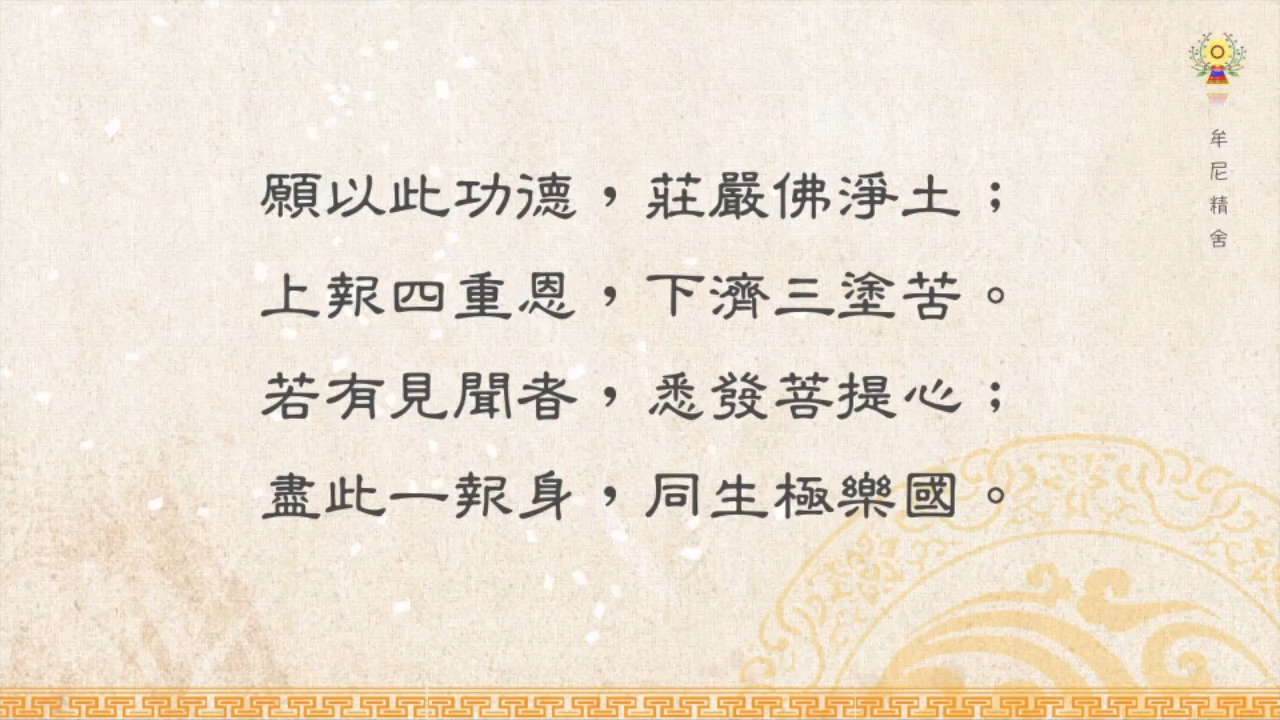 願以此功德，莊嚴佛淨土；
上報四重恩，下濟三塗苦。
若有見聞者，悉發菩提心；
盡此一報身，同生極樂國。
牟尼精舍